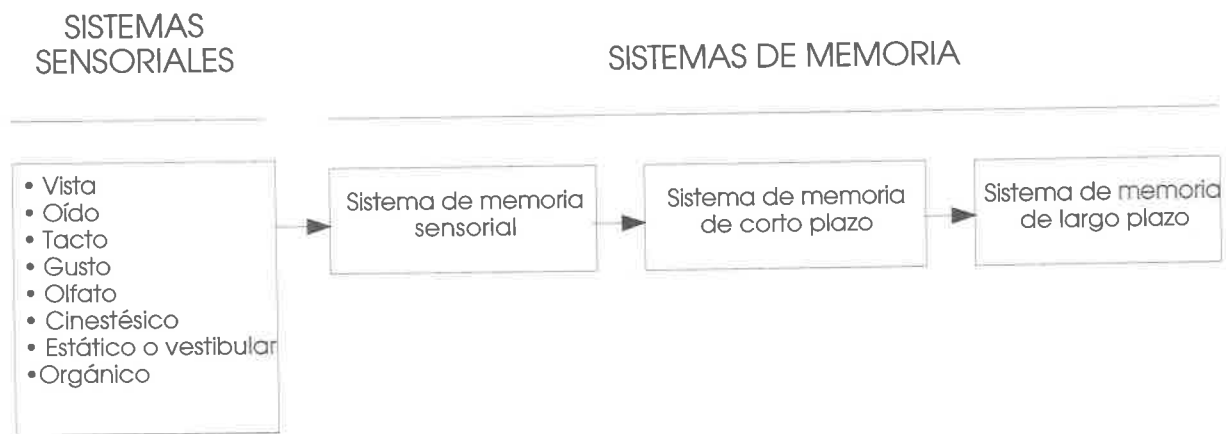 SISTEMAS
SENSORIALES
SISTEMAS DE MEMORIA
• Vista
• Oído
• Tacto
• Gusto
• Olfato
• Cinestésico
• Estático o vestibular
•Orgánico
Sistema de memoria
sensorial
Sistema de memoria
de corto plazo
Sistema de memoria
de largo plazo